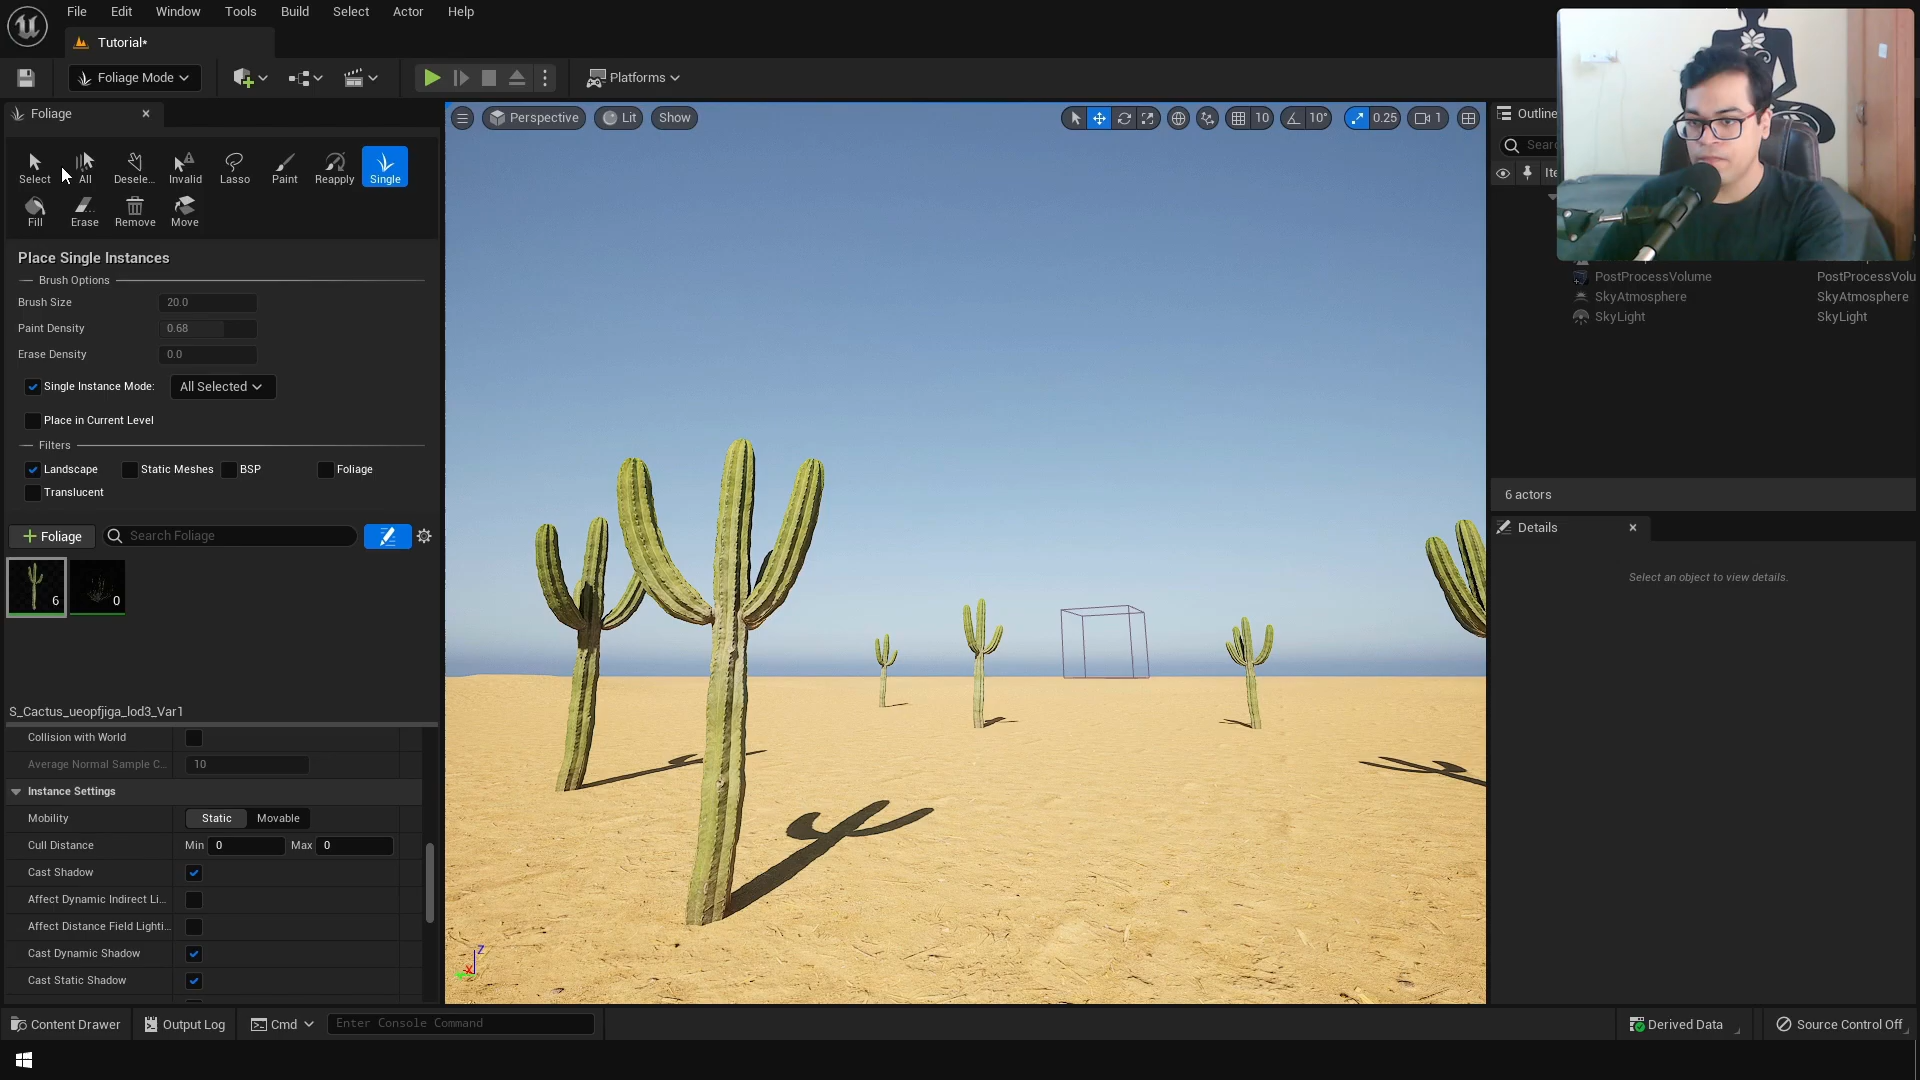 File Edit Window Tools Build Select Actor Help
Tutorial*
Foliage Mode
Platforms
Foliage
Perspective Lit Show
10 10° 0.25 1
Outline
Select All Desele... Invalid Lasso Paint Reapply Single
Fill Erase Remove Move
Place Single Instances
Brush Options
Brush Size 20.0
Paint Density 0.68
Erase Density 0.0
Single Instance Mode: All Selected
Place in Current Level
Filters
Landscape Static Meshes BSP Foliage
Translucent
Foliage Search Foliage
6 0
S_Cactus_ueopfjiga_lod3_Var1
Collision with World
Average Normal Sample C... 10
Instance Settings
Mobility Static Movable
Cull Distance Min 0 Max 0
Cast Shadow
Affect Dynamic Indirect Li...
Affect Distance Field Lighti...
Cast Dynamic Shadow
Cast Static Shadow
Z
X
Sear
Ite
PostProcessVolume PostProcessVolu
SkyAtmosphere SkyAtmosphere
SkyLight SkyLight
6 actors
Details
Select an object to view details.
Content Drawer Output Log Cmd Enter Console Command
Derived Data Source Control Off